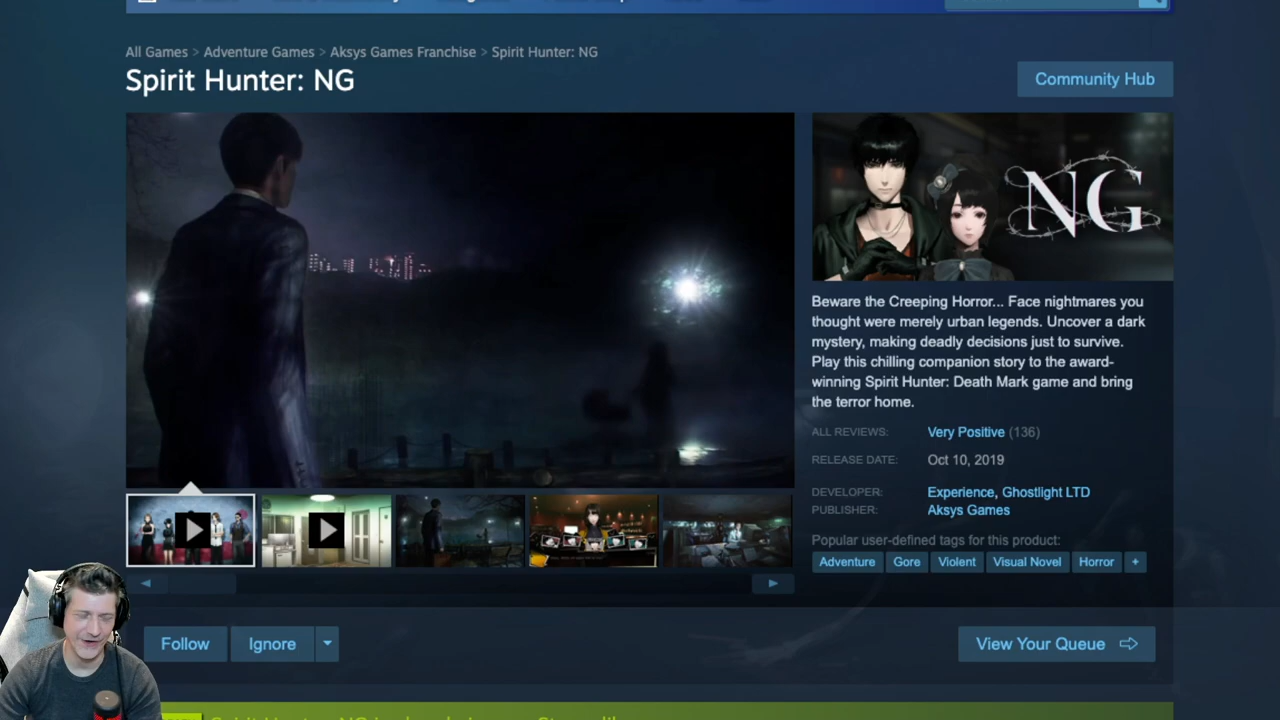 All Games > Adventure Games > Aksys Games Franchise > Spirit Hunter: NG
Spirit Hunter: NG
Community Hub
NG
Beware the Creeping Horror... Face nightmares you
thought were merely urban legends. Uncover a dark
mystery, making deadly decisions just to survive.
Play this chilling companion story to the award-
winning Spirit Hunter: Death Mark game and bring
the terror home.
ALL REVIEWS: Very Positive (136)
RELEASE DATE: Oct 10, 2019
DEVELOPER: Experience, Ghostlight LTD
PUBLISHER: Aksys Games
Popular user-defined tags for this product:
Adventure Gore Violent Visual Novel Horror +
Follow Ignore View Your Queue